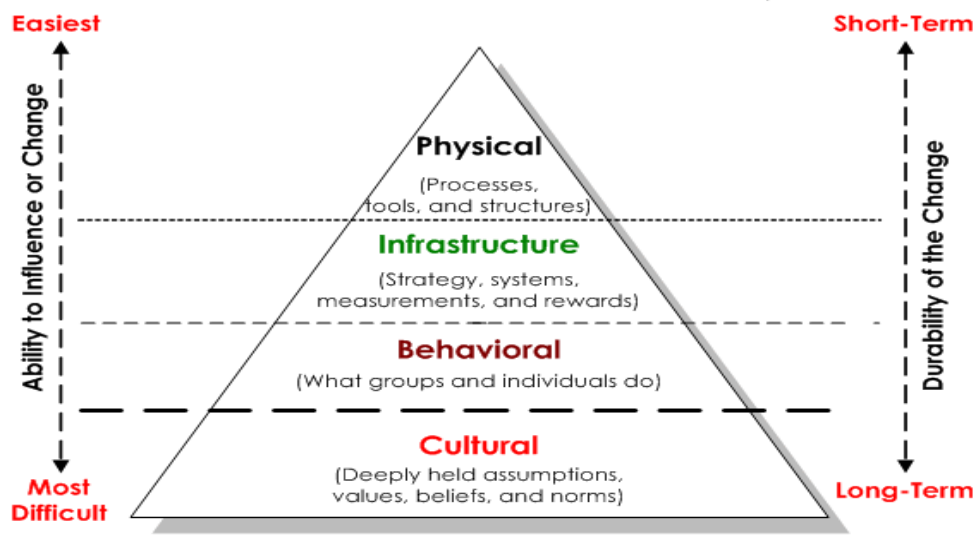 Easiest
Short-Term
Ability to Influence or Change
Durability of the Change
Physical
(Processes,
tools, and structures)
Infrastructure
(Strategy, systems,
measurements, and rewards)
Behavioral
(What groups and individuals do)
Cultural
(Deeply held assumptions,
values, beliefs, and norms)
Most
Difficult
Long-Term